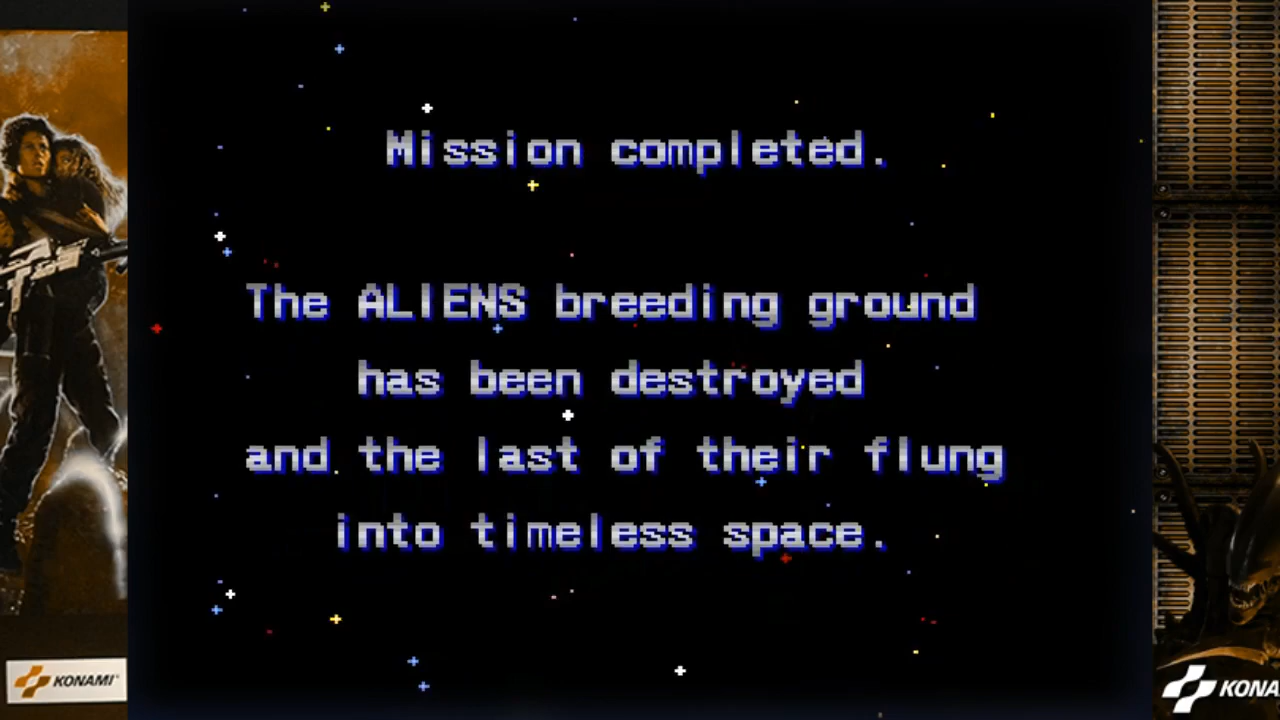 Mission completed.
The ALIENS breeding ground
has been destroyed
and the last of their flung
into timeless space.
KONAMI
KONA